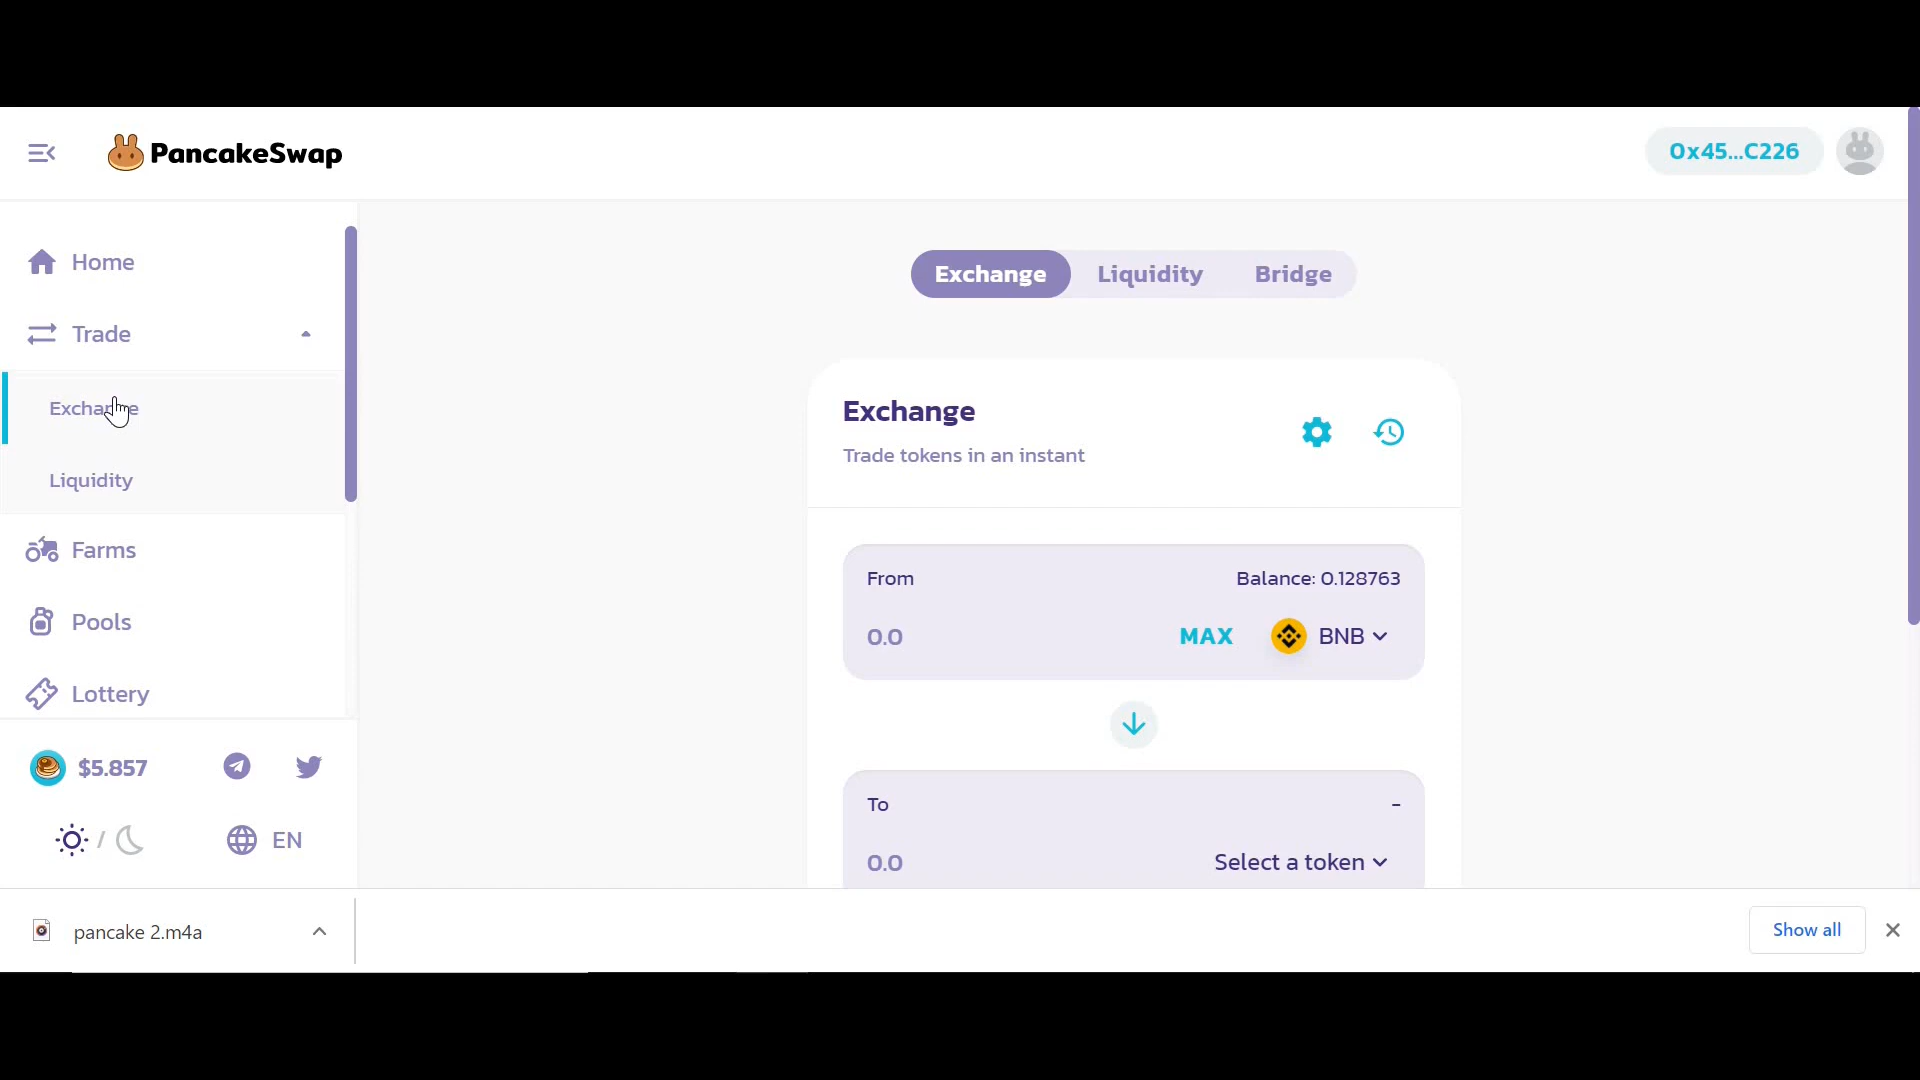 PancakeSwap
0x45...C226
Home
Trade
Exchange
Liquidity
Farms
Pools
Lottery
$5.857
/
EN
Exchange Liquidity Bridge
Exchange
Trade tokens in an instant
From Balance: 0.128763
0.0 MAX BNB
To -
0.0 Select a token
pancake 2.m4a
Show all